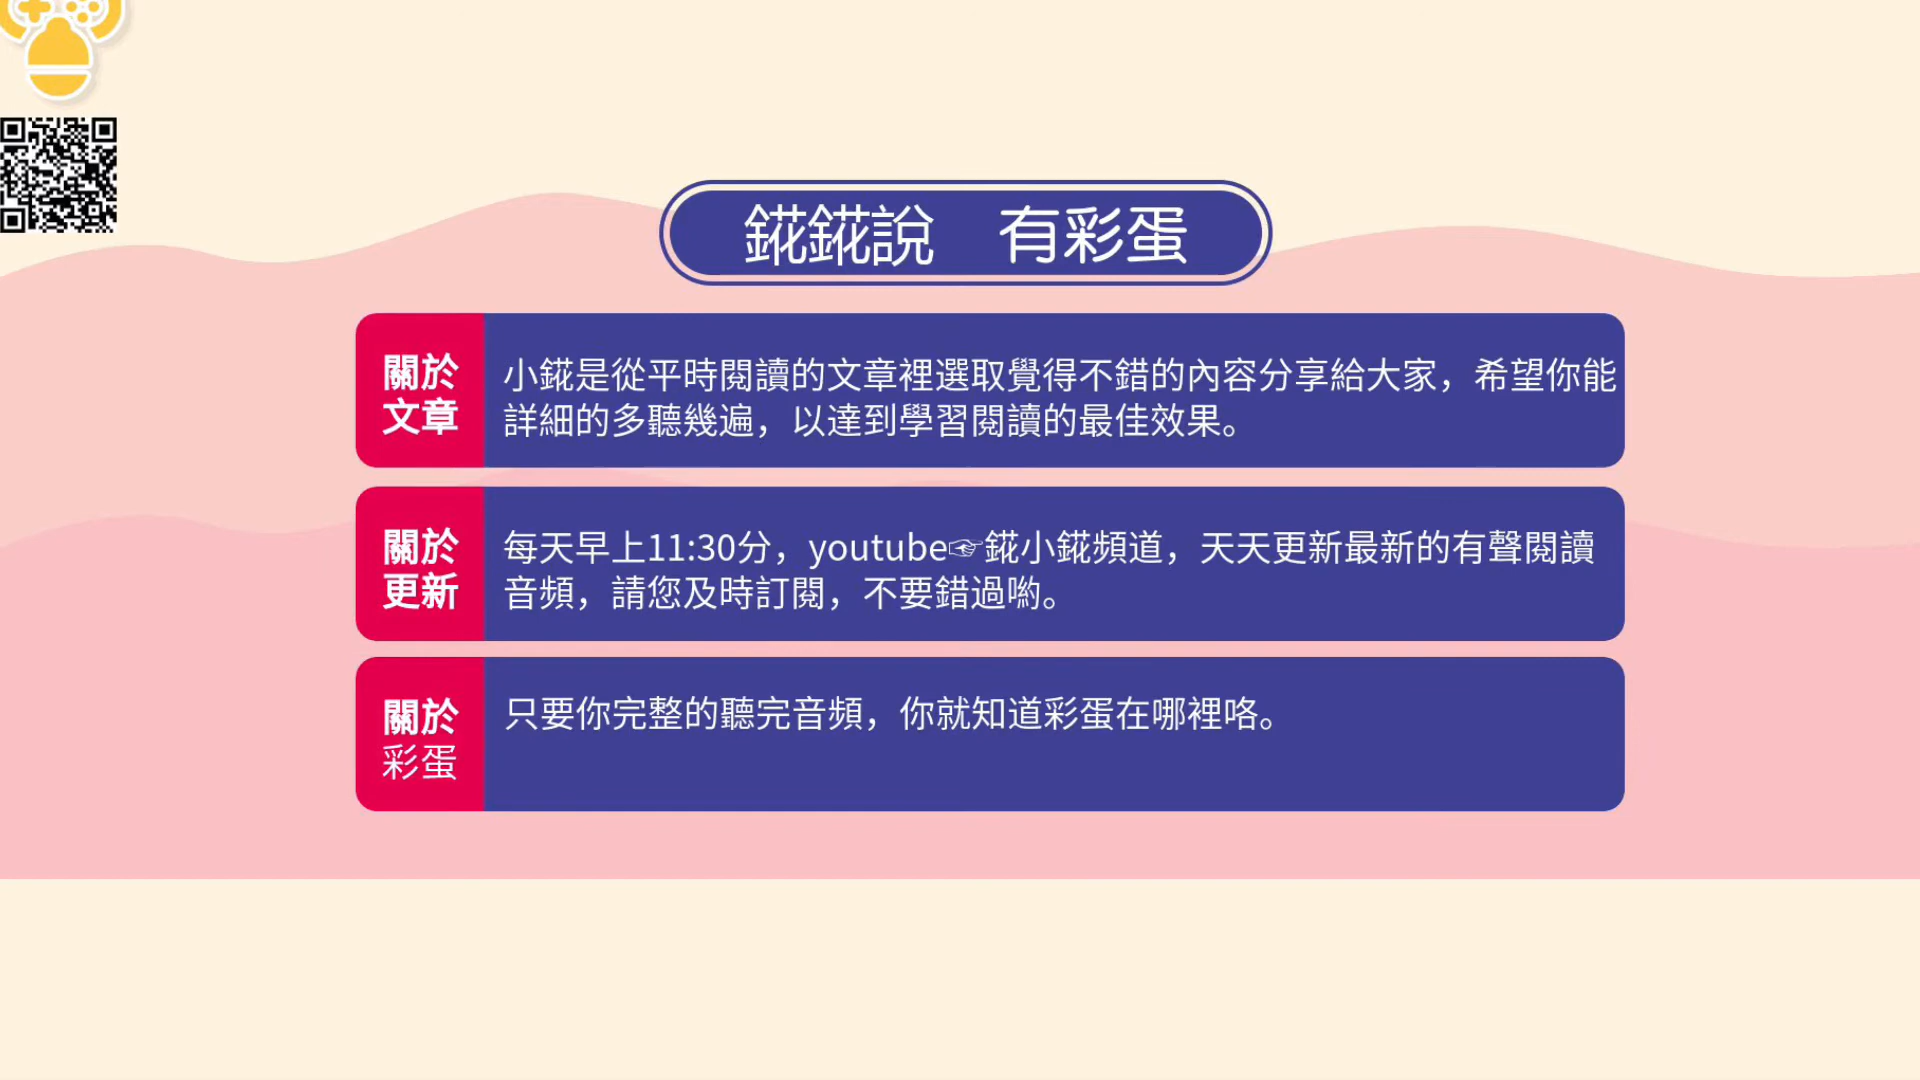 錵錵說 有彩蛋
關於
文章
小錵是從平時閱讀的文章裡選取覺得不錯的內容分享給大家，希望你能
詳細的多聽幾遍，以達到學習閱讀的最佳效果。
關於
更新
每天早上11:30分，youtube☞錵小錵頻道，天天更新最新的有聲閱讀
音頻，請您及時訂閱，不要錯過喲。
關於
彩蛋
只要你完整的聽完音頻，你就知道彩蛋在哪裡咯。